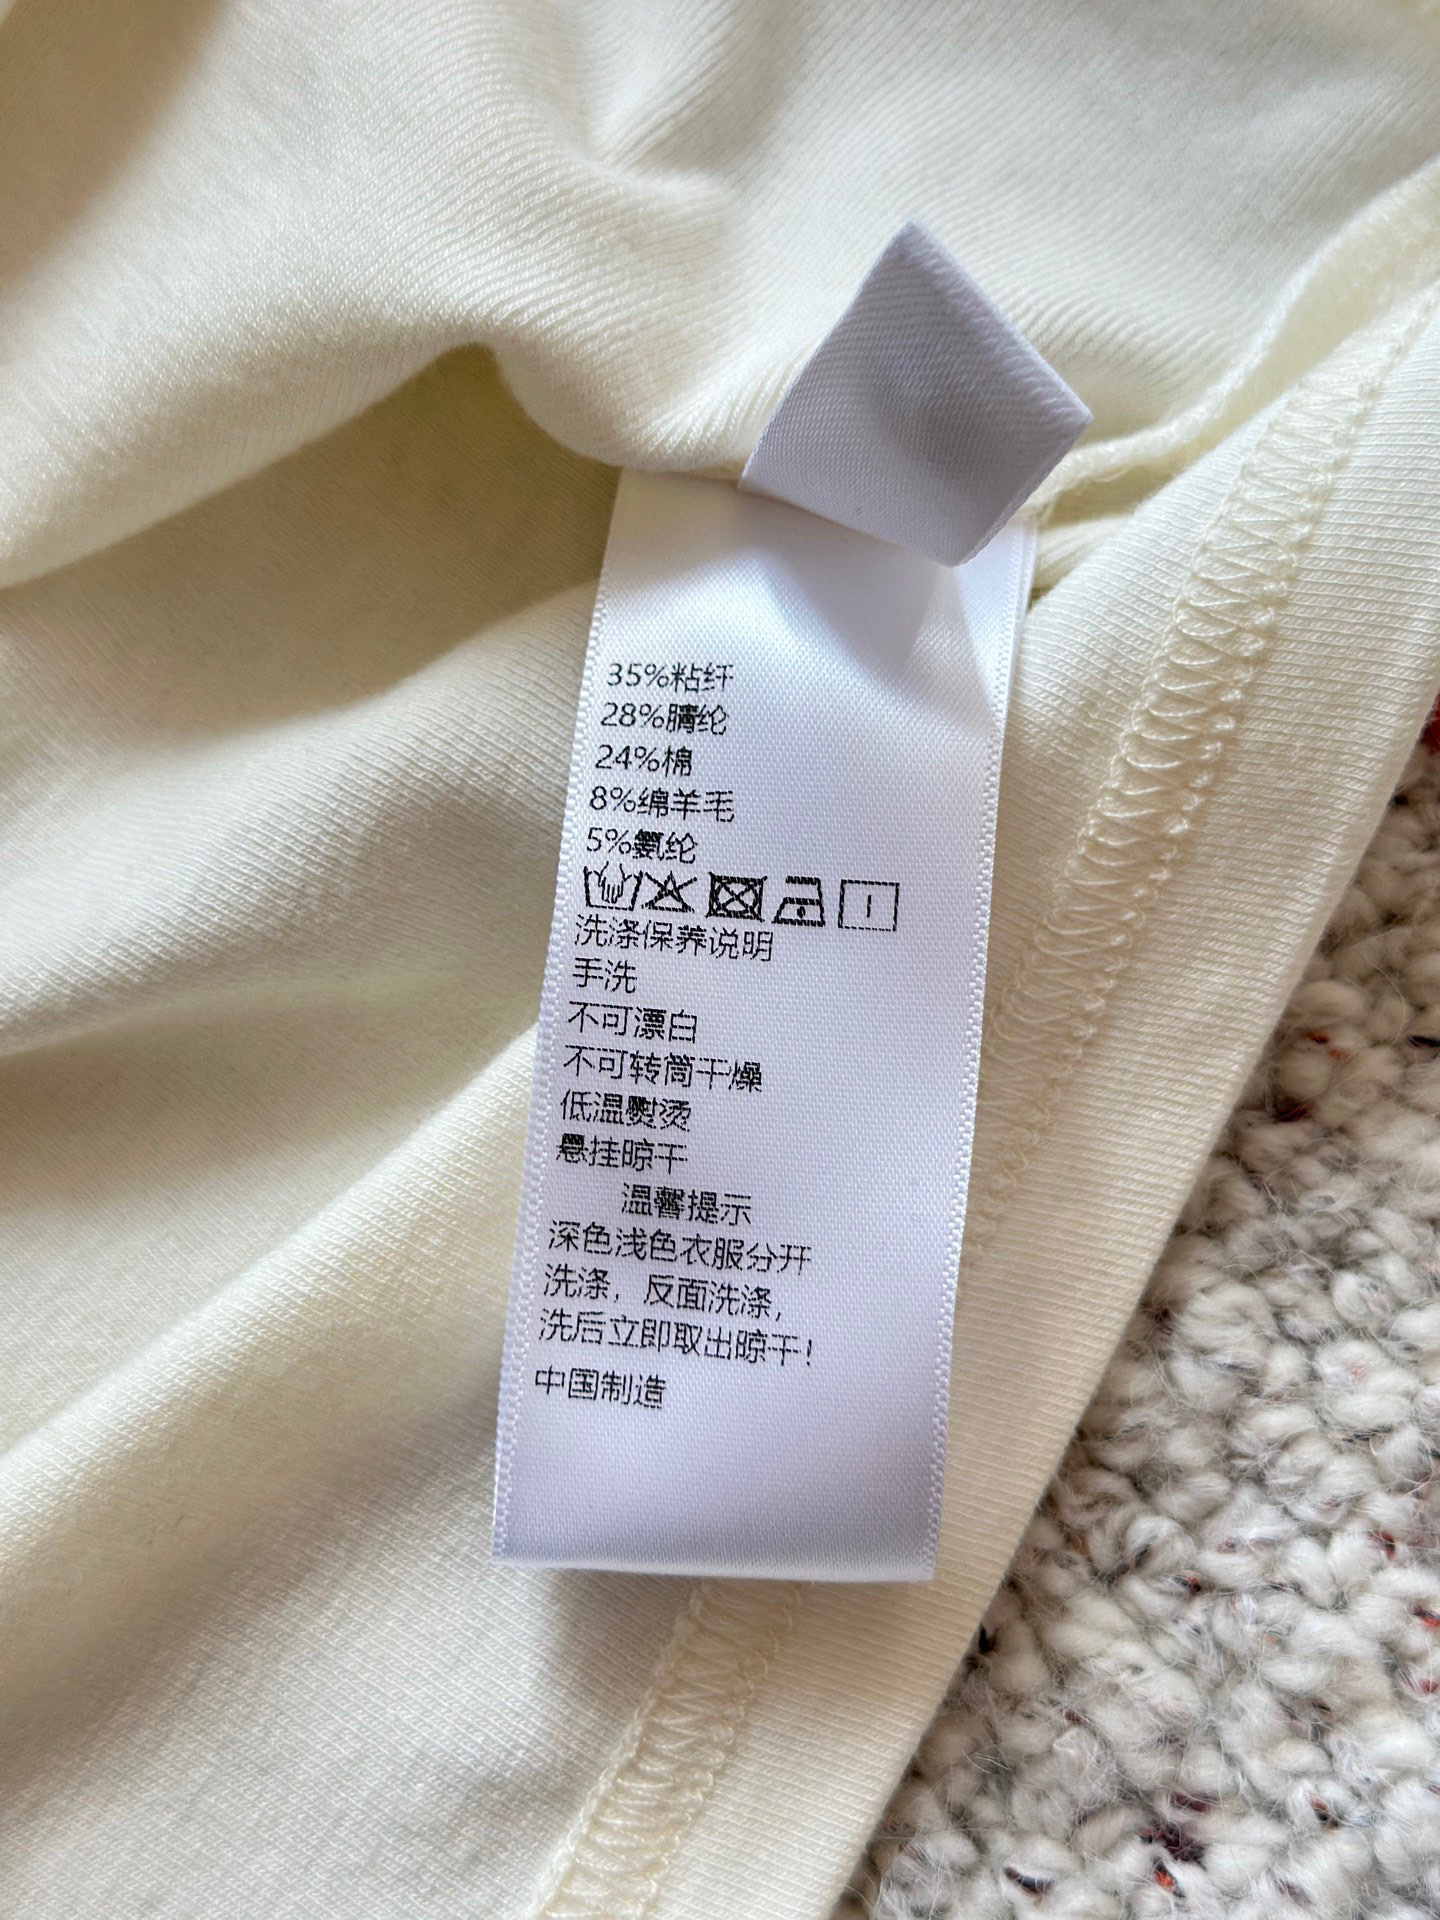 35%粘纤
28%腈纶
24%棉
8%绵羊毛
5%氨纶
洗涤保养说明
手洗
不可漂白
不可转筒干燥
低温熨烫
悬挂晾干
温馨提示
深色浅色衣服分开
洗涤，反面洗涤，
洗后立即取出晾干！
中国制造